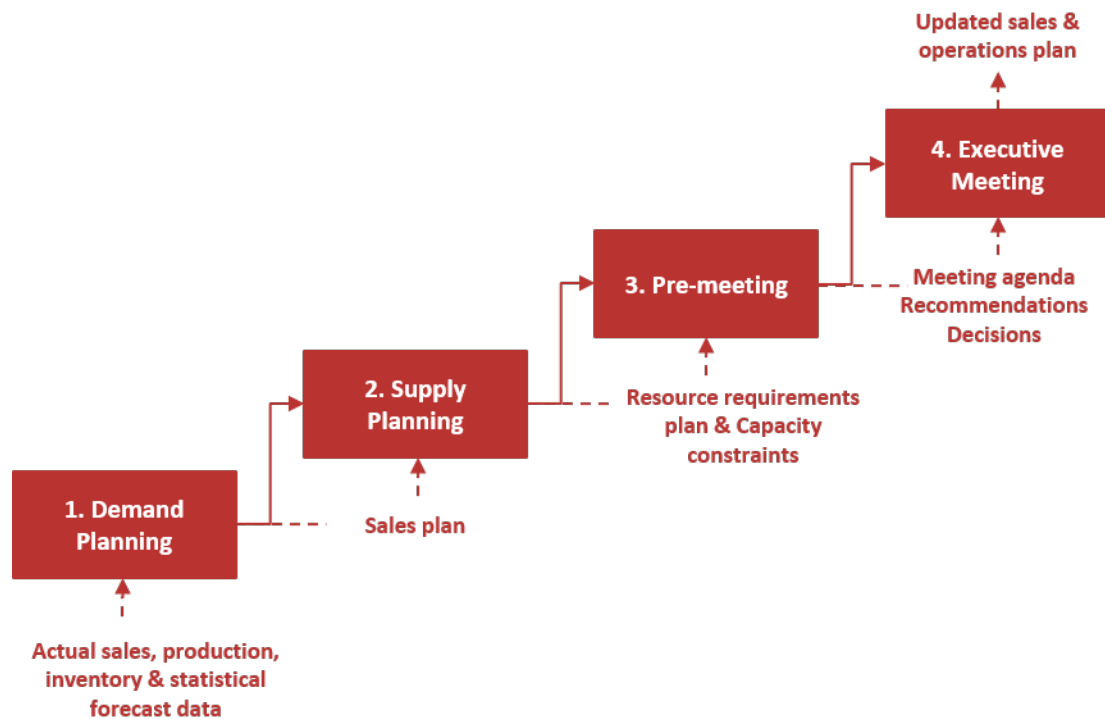 Updated sales &
operations plan
4. Executive
Meeting
3. Pre-meeting
Meeting agenda
Recommendations
Decisions
2. Supply
Planning
Resource requirements
plan & Capacity
constraints
1. Demand
Planning
Sales plan
Actual sales, production,
inventory & statistical
forecast data